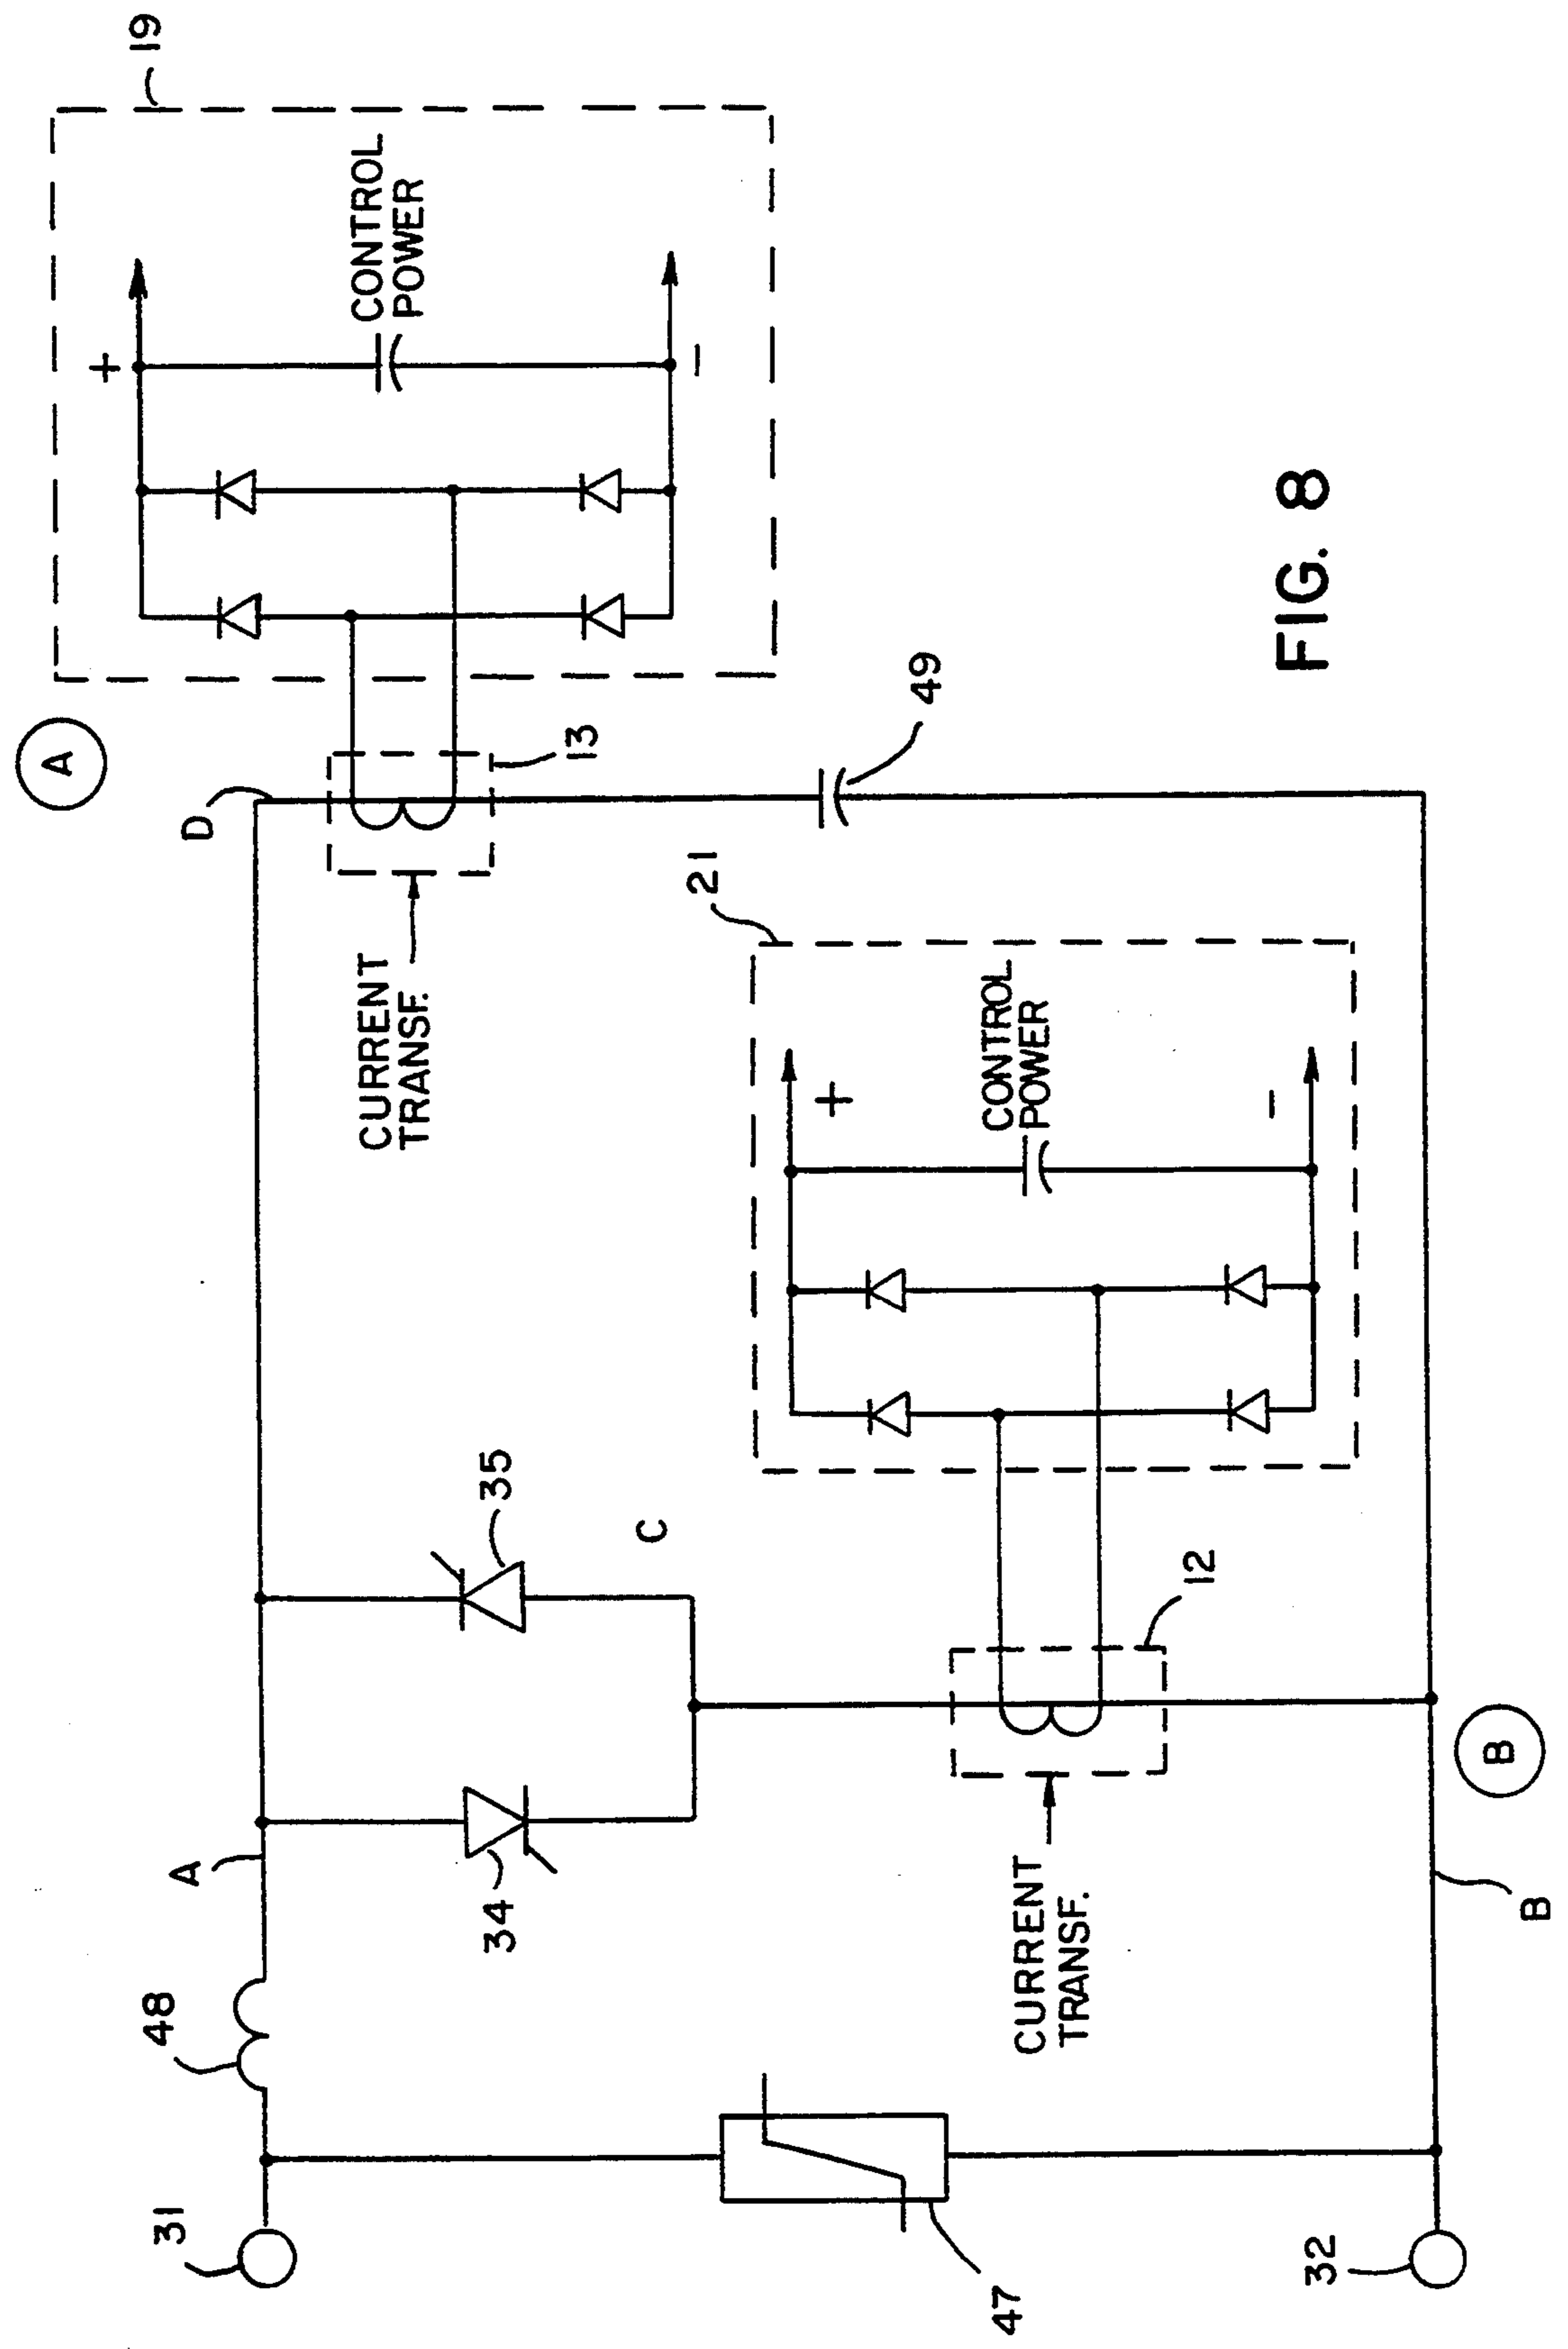 19
A
+
CONTROL
POWER
−
D
13
CURRENT
TRANSF.
49
21
+
CONTROL
POWER
−
35
C
A
34
12
CURRENT
TRANSF.
48
31
47
32
B
B
FIG. 8